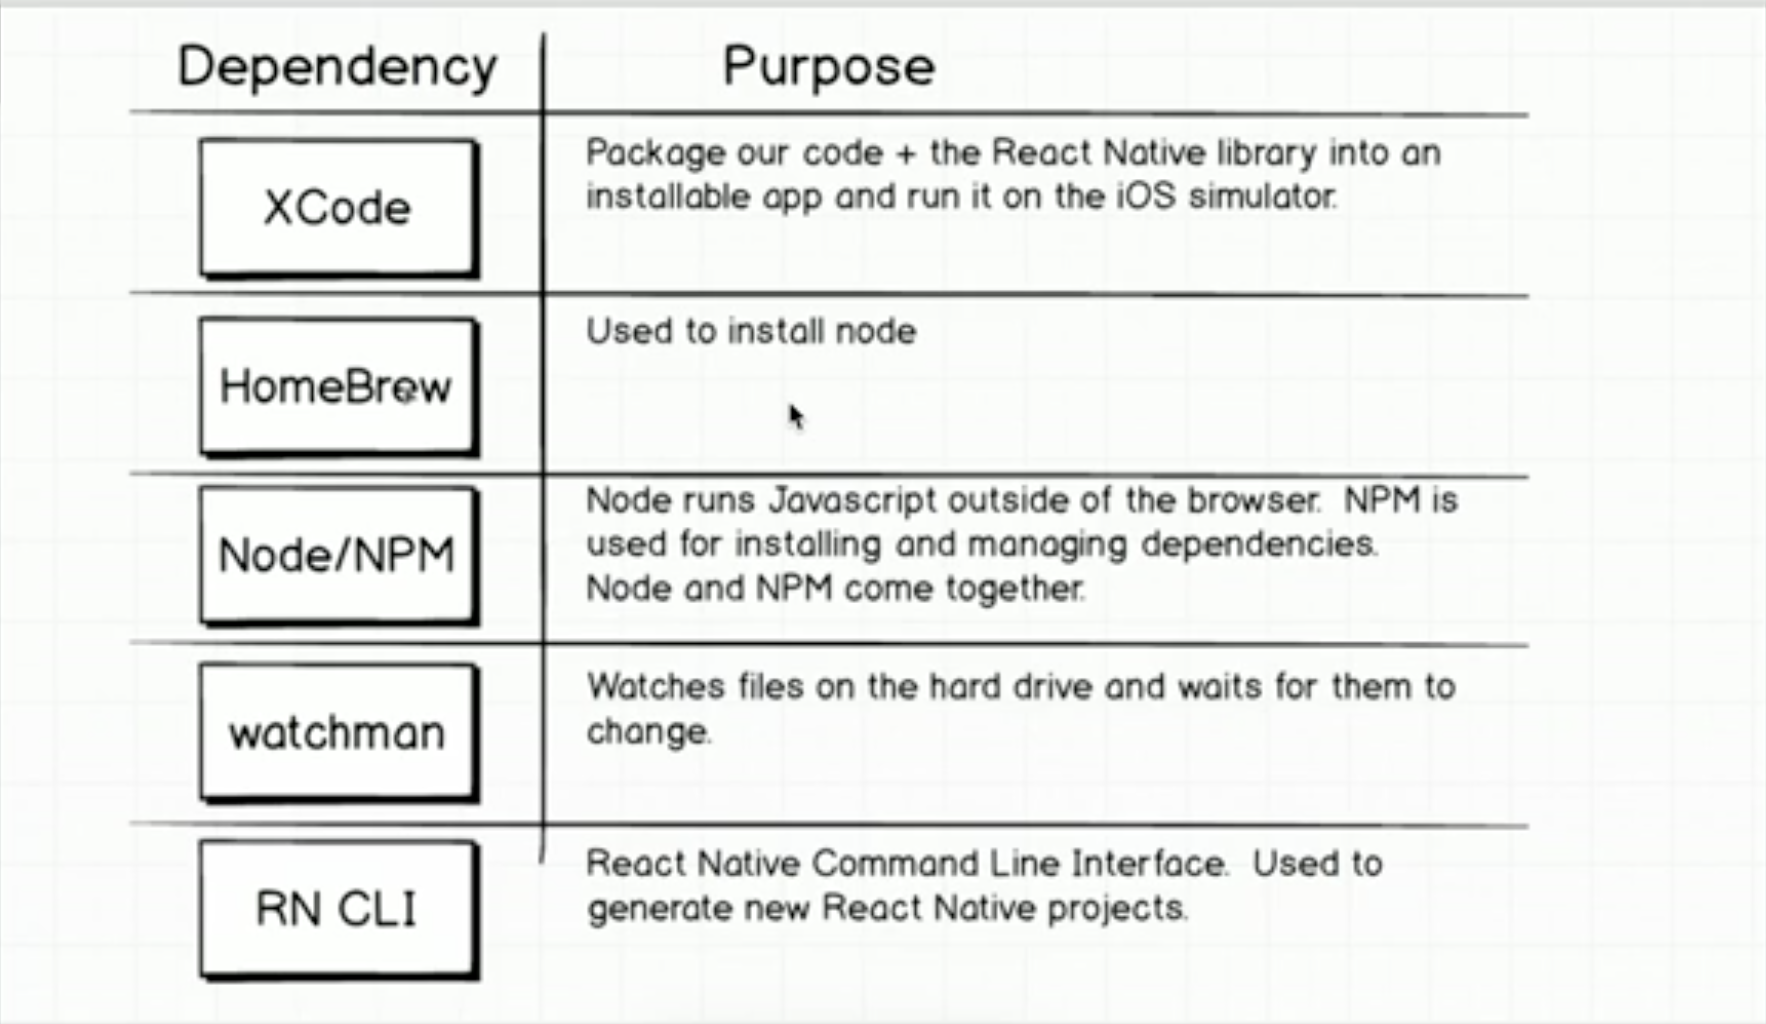 Dependency Purpose
XCode
Package our code + the React Native library into an
installable app and run it on the iOS simulator.
HomeBrew
Used to install node
Node/NPM
Node runs Javascript outside of the browser.  NPM is
used for installing and managing dependencies.
Node and NPM come together.
watchman
Watches files on the hard drive and waits for them to
change.
RN CLI
React Native Command Line Interface.  Used to
generate new React Native projects.